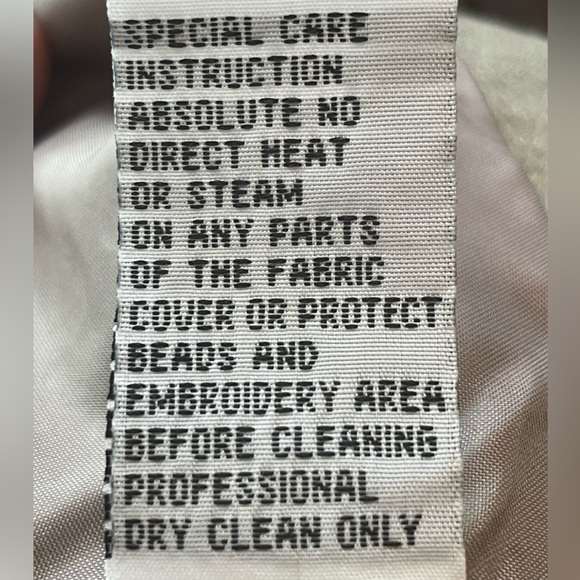 SPECIAL CARE
INSTRUCTION
ABSOLUTE NO
DIRECT HEAT
OR STEAM
ON ANY PARTS
OF THE FABRIC
COVER OR PROTECT
BEADS AND
EMBROIDERY AREA
BEFORE CLEANING
PROFESSIONAL
DRY CLEAN ONLY